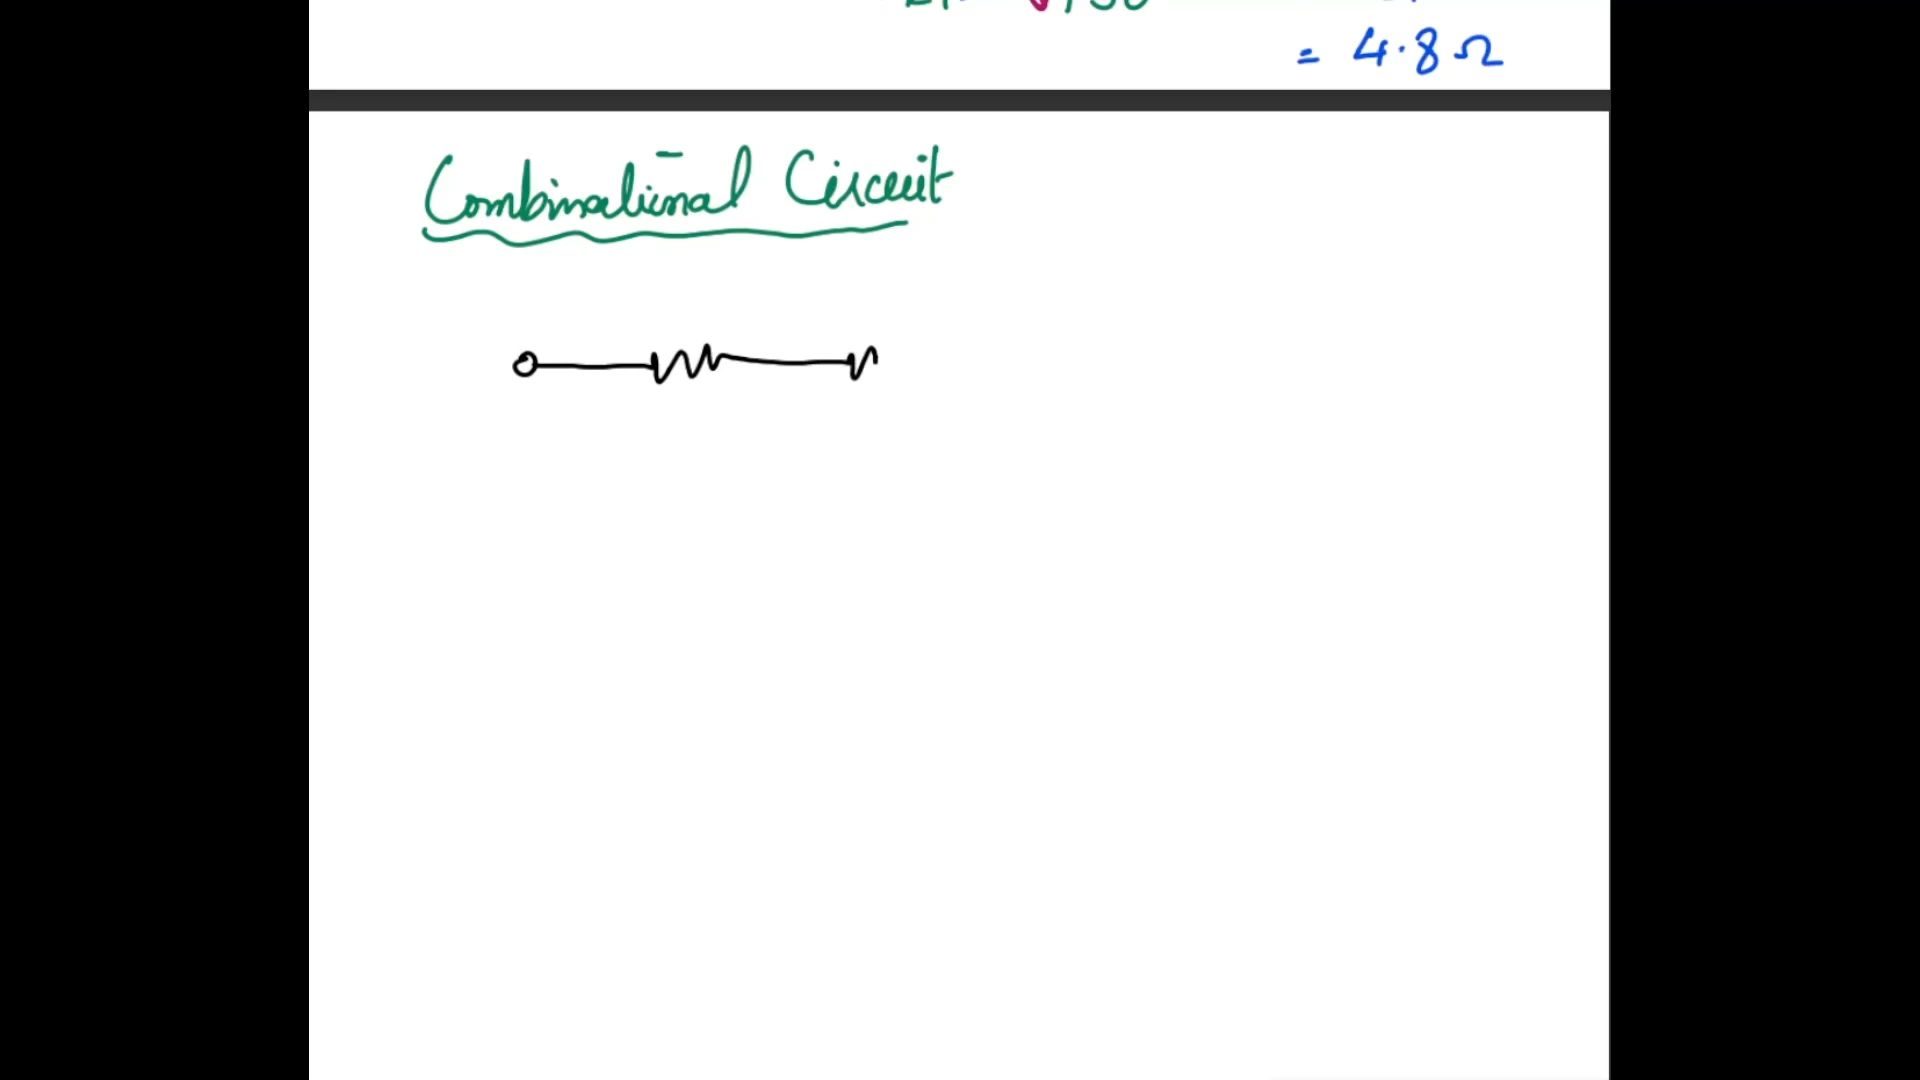 = 4.8 Ω
Combinational Circuit